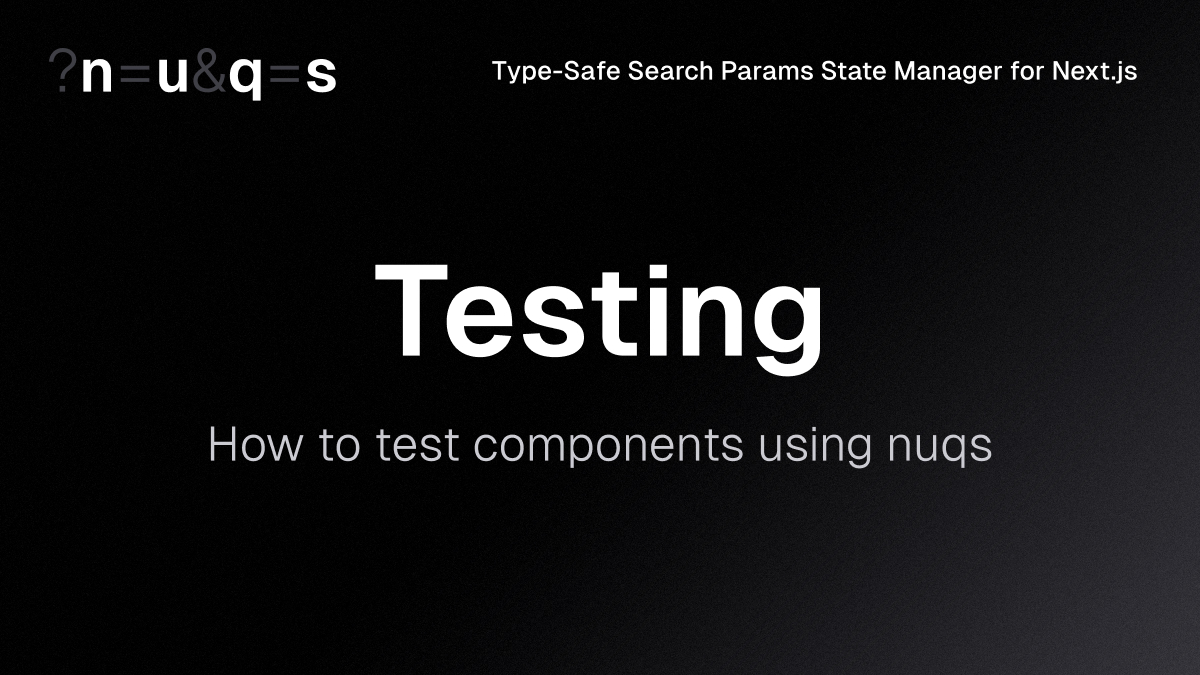 ?n=u&q=s
Type-Safe Search Params State Manager for Next.js
Testing
How to test components using nuqs